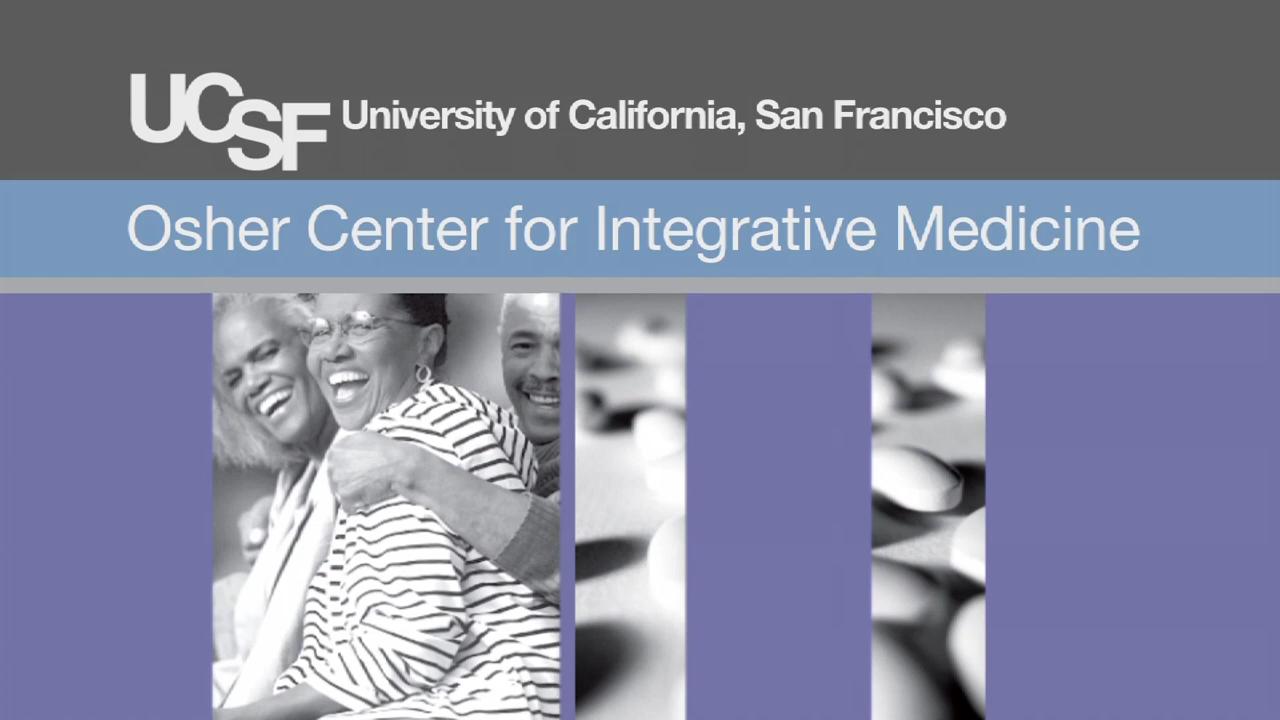 UCSF University of California, San Francisco
Osher Center for Integrative Medicine